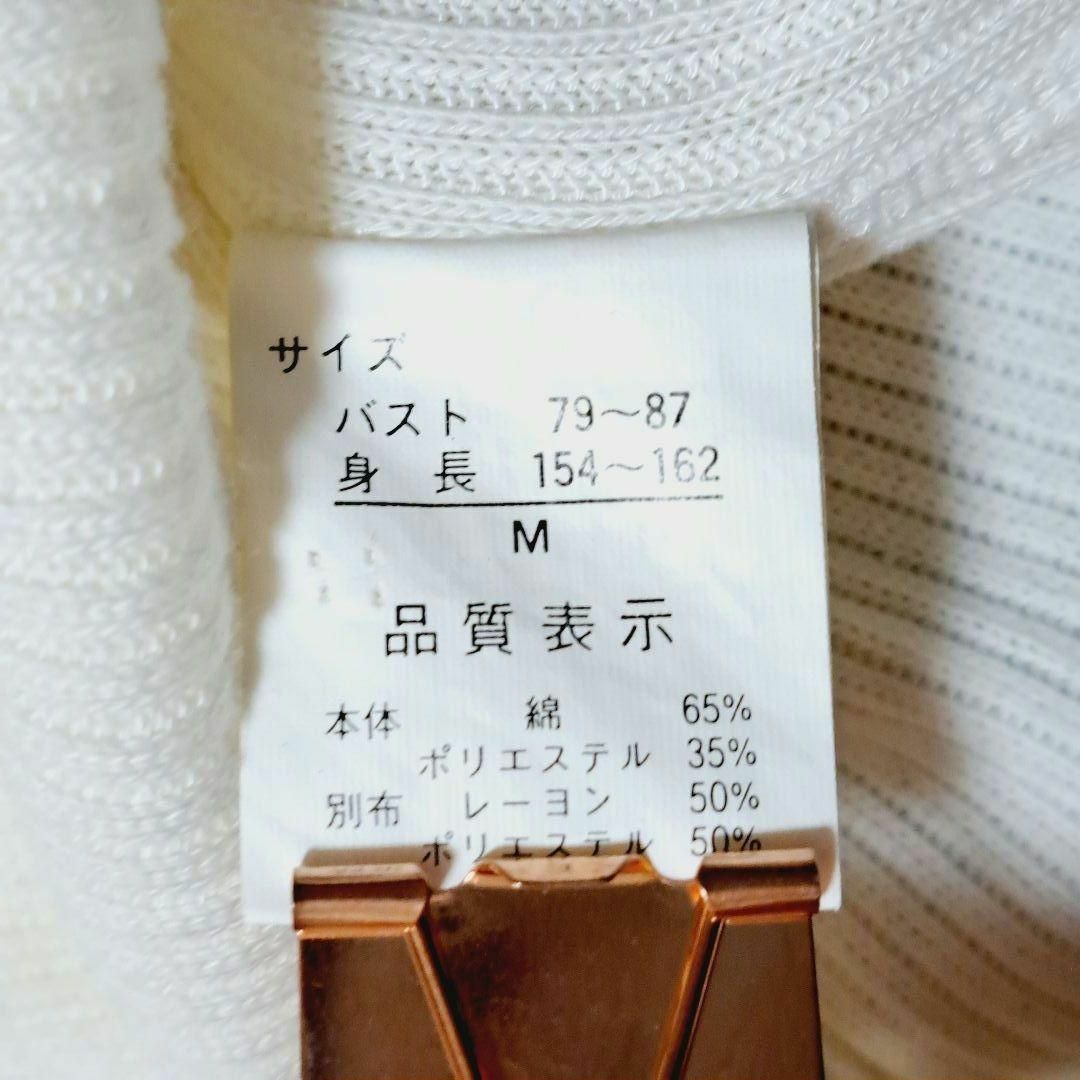 サイズ
バスト 79〜87
身長 154〜162
M
品質表示
本体 綿 65%
ポリエステル 35%
別布 レーヨン 50%
ポリエステル 50%